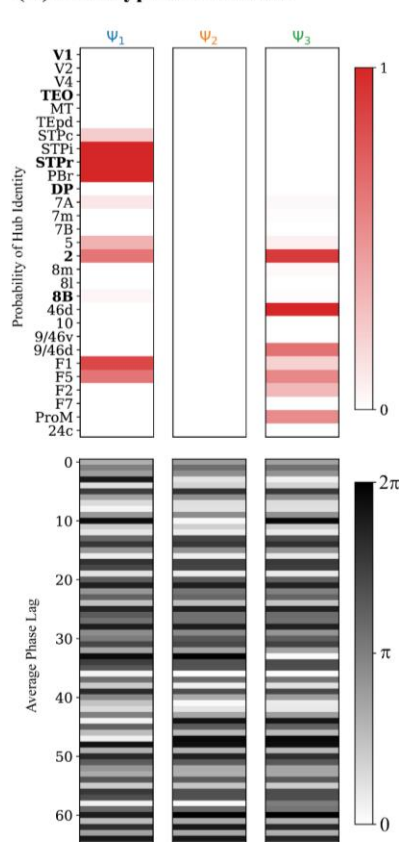 Ψ1 Ψ2 Ψ3
V1
V2
V4
TEO
MT
TEpd
STPc
STPi
STPr
PBr
DP
7A
7m
7B
5
2
8m
8l
8B
46d
10
9/46v
9/46d
F1
F5
F2
F7
ProM
24c
Probability of Hub Identity
1
0
0
10
20
30
40
50
60
Average Phase Lag
2π
π
0